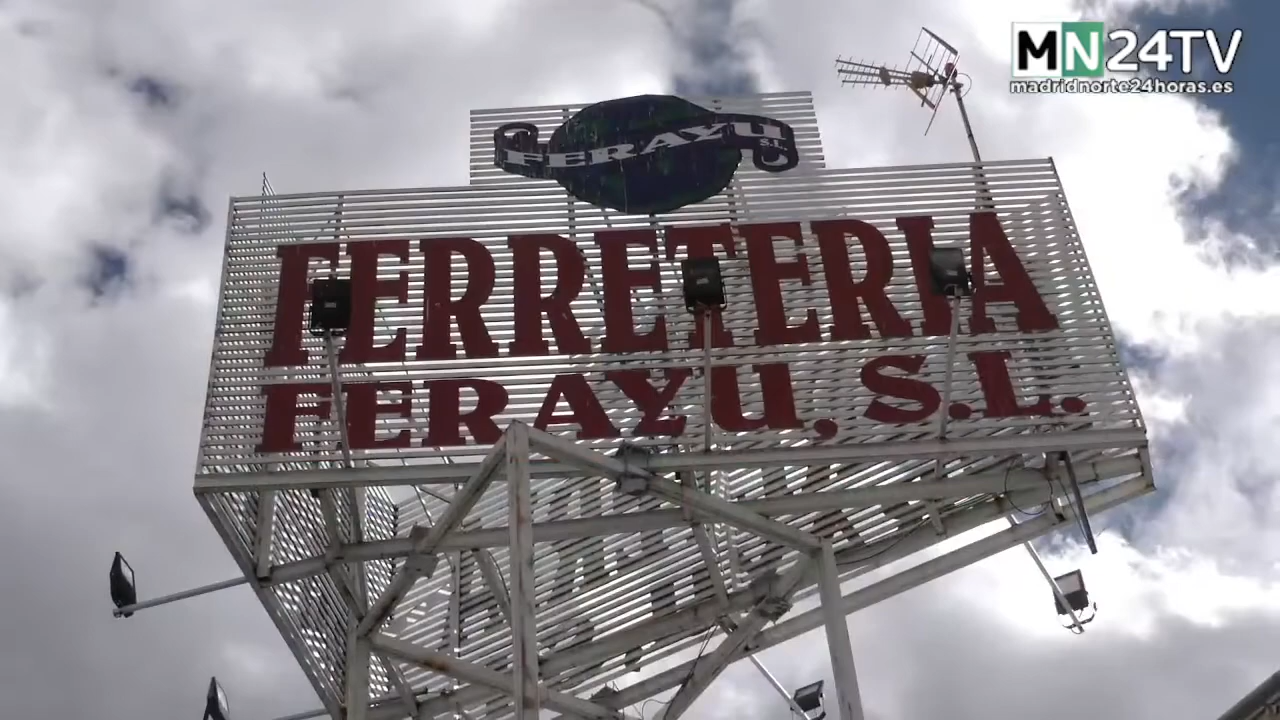 MN24TV
madridnorte24horas.es
FERAYU S.L.
FERRETERIA
FERAYU, S.L.